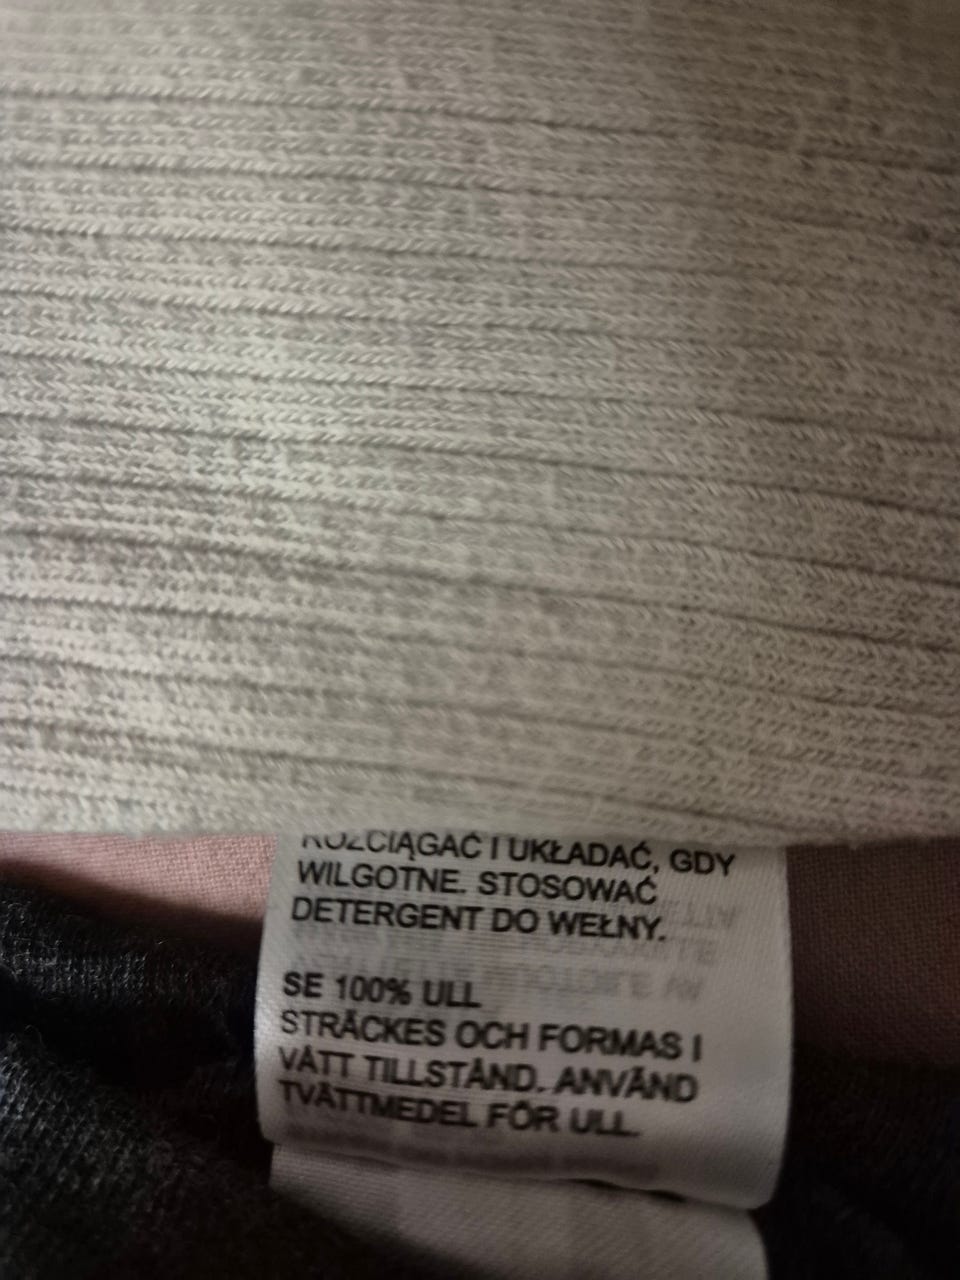 ROZCIĄGAĆ I UKŁADAĆ, GDY
WILGOTNE. STOSOWAĆ
DETERGENT DO WEŁNY.
SE 100% ULL
STRÄCKES OCH FORMAS I
VÅTT TILLSTÅND. ANVÄND
TVÄTTMEDEL FÖR ULL.